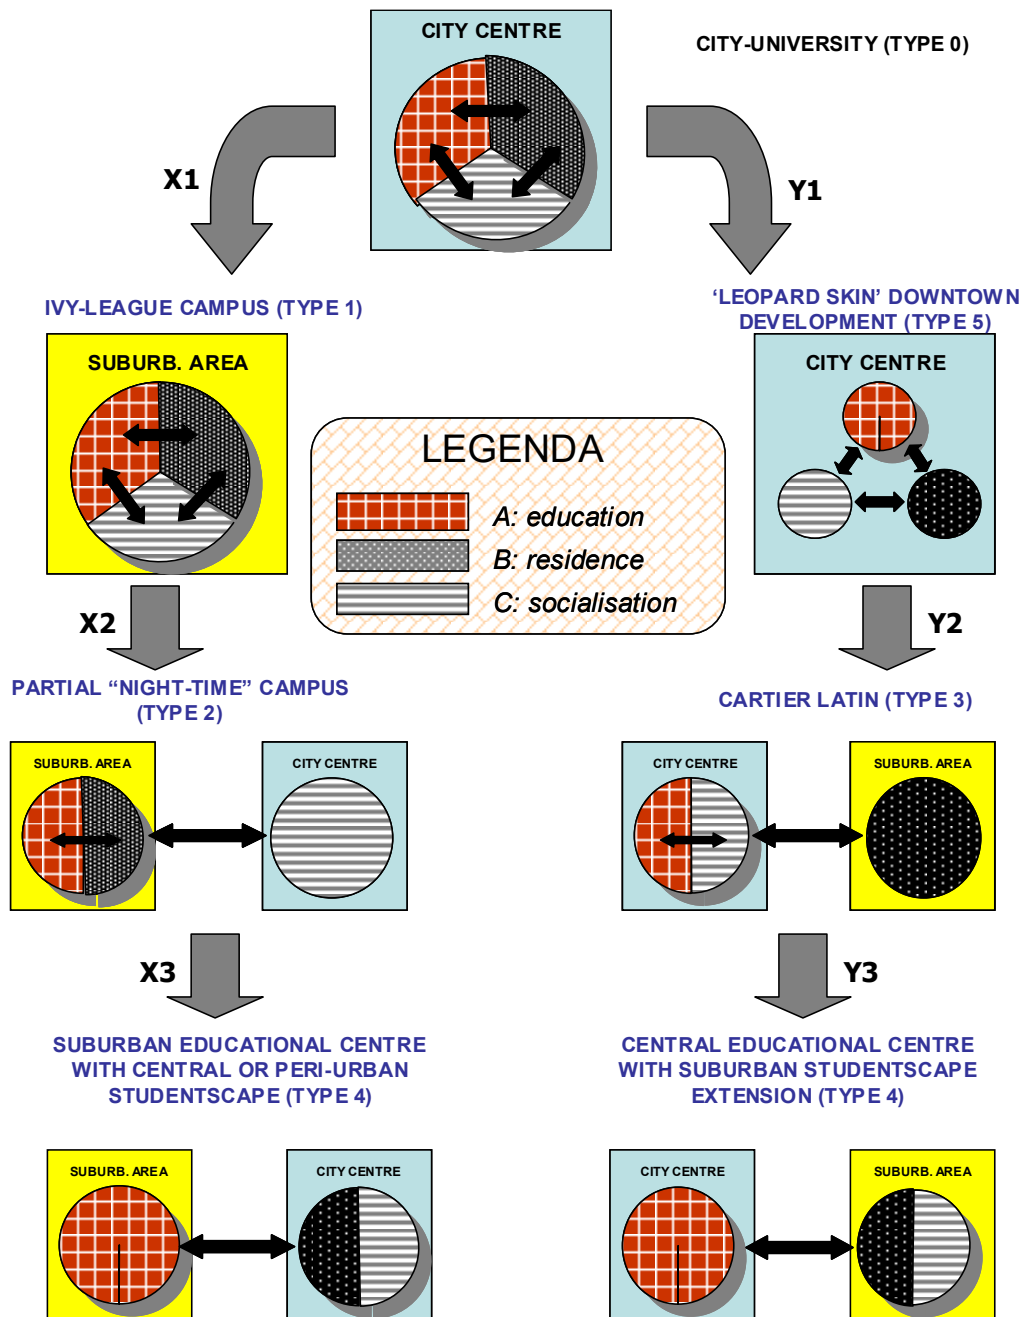 CITY CENTRE
CITY-UNIVERSITY (TYPE 0)
X1
Y1
IVY-LEAGUE CAMPUS (TYPE 1)
‘LEOPARD SKIN’ DOWNTOWN
DEVELOPMENT (TYPE 5)
SUBURB. AREA
CITY CENTRE
LEGENDA
A: education
B: residence
C: socialisation
X2
Y2
PARTIAL “NIGHT-TIME” CAMPUS
(TYPE 2)
CARTIER LATIN (TYPE 3)
SUBURB. AREA
CITY CENTRE
CITY CENTRE
SUBURB. AREA
X3
Y3
SUBURBAN EDUCATIONAL CENTRE
WITH CENTRAL OR PERI-URBAN
STUDENTSCAPE (TYPE 4)
CENTRAL EDUCATIONAL CENTRE
WITH SUBURBAN STUDENTSCAPE
EXTENSION (TYPE 4)
SUBURB. AREA
CITY CENTRE
CITY CENTRE
SUBURB. AREA